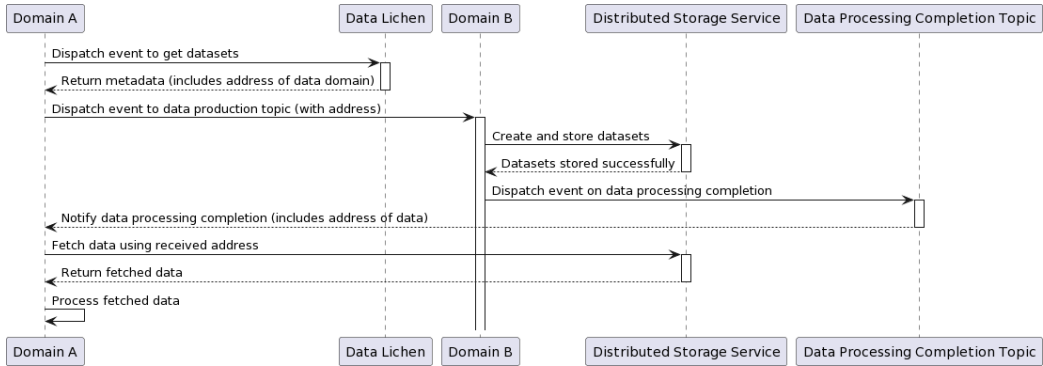 Domain A
Data Lichen
Domain B
Distributed Storage Service
Data Processing Completion Topic
Dispatch event to get datasets
Return metadata (includes address of data domain)
Dispatch event to data production topic (with address)
Create and store datasets
Datasets stored successfully
Dispatch event on data processing completion
Notify data processing completion (includes address of data)
Fetch data using received address
Return fetched data
Process fetched data
Domain A
Data Lichen
Domain B
Distributed Storage Service
Data Processing Completion Topic